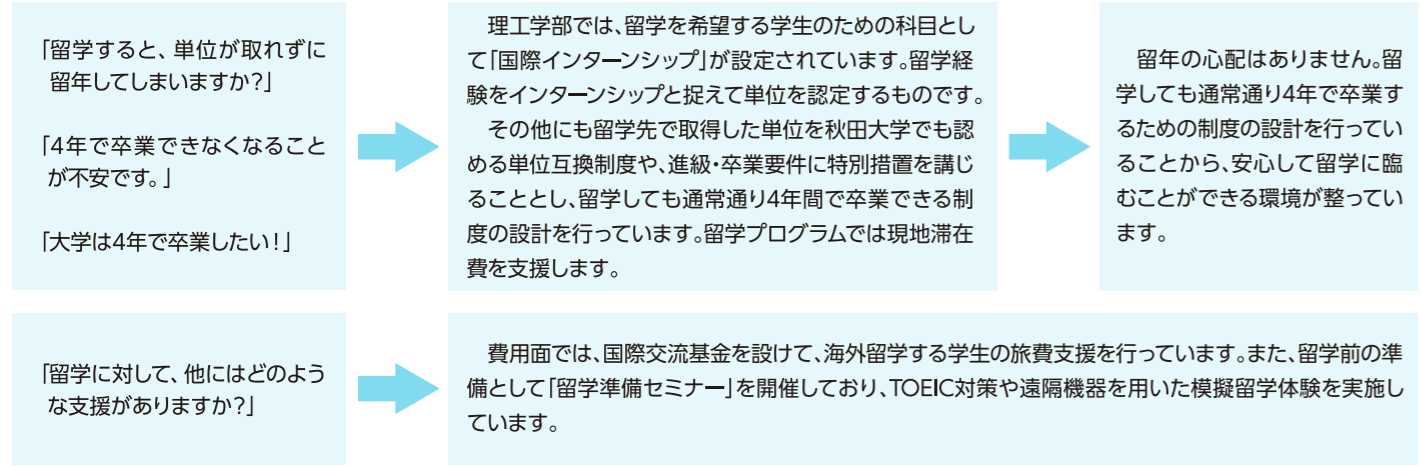 「留学すると、単位が取れずに
留年してしまいますか?」
「4年で卒業できなくなること
が不安です。」
「大学は4年で卒業したい!」
理工学部では、留学を希望する学生のための科目とし
て「国際インターンシップ」が設定されています。留学経
験をインターンシップと捉えて単位を認定するものです。
その他にも留学先で取得した単位を秋田大学でも認
める単位互換制度や、進級・卒業要件に特別措置を講じ
ることとし、留学しても通常通り4年間で卒業できる制
度の設計を行っています。留学プログラムでは現地滞在
費を支援します。
留年の心配はありません。留
学しても通常通り4年で卒業す
るための制度の設計を行ってい
ることから、安心して留学に臨
むことができる環境が整ってい
ます。
「留学に対して、他にはどのよう
な支援がありますか?」
費用面では、国際交流基金を設けて、海外留学する学生の旅費支援を行っています。また、留学前の準
備として「留学準備セミナー」を開催しており、TOEIC対策や遠隔機器を用いた模擬留学体験を実施し
ています。